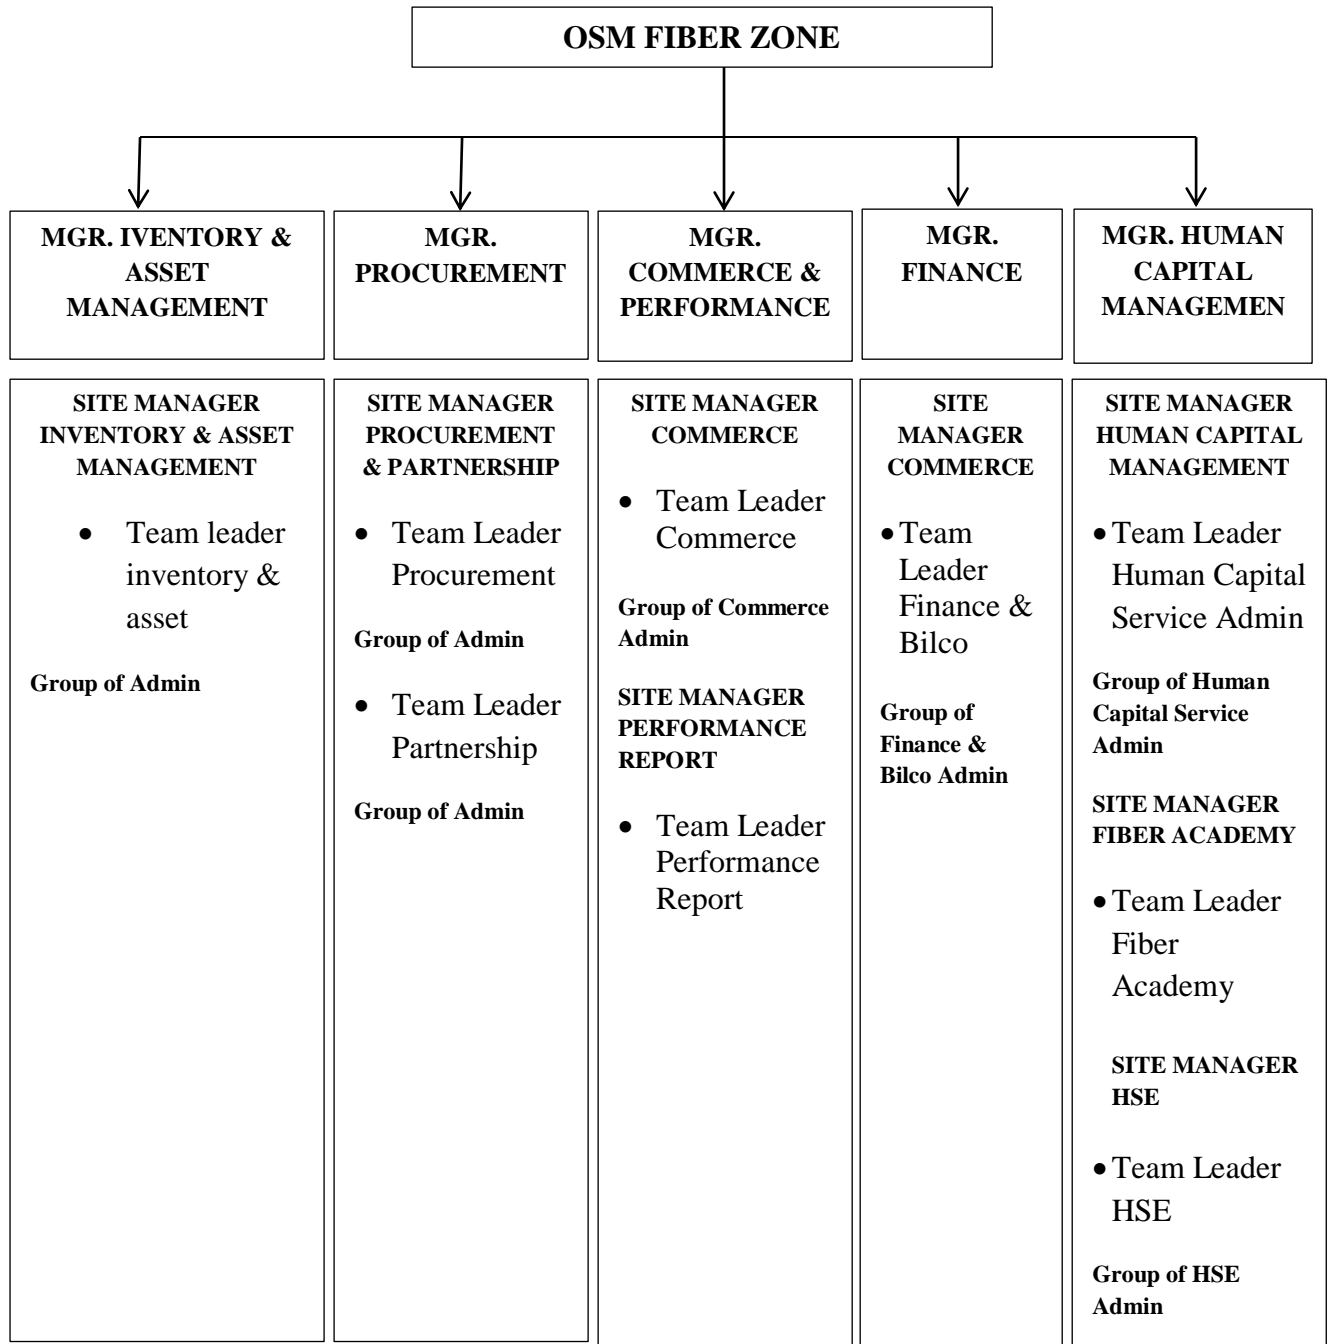 OSM FIBER ZONE
MGR. IVENTORY &
ASSET
MANAGEMENT
MGR.
PROCUREMENT
MGR.
COMMERCE &
PERFORMANCE
MGR.
FINANCE
MGR. HUMAN
CAPITAL
MANAGEMEN
SITE MANAGER
INVENTORY & ASSET
MANAGEMENT
• Team leader
inventory &
asset
Group of Admin
SITE MANAGER
PROCUREMENT
& PARTNERSHIP
• Team Leader
Procurement
Group of Admin
• Team Leader
Partnership
Group of Admin
SITE MANAGER
COMMERCE
• Team Leader
Commerce
Group of Commerce
Admin
SITE MANAGER
PERFORMANCE
REPORT
• Team Leader
Performance
Report
SITE
MANAGER
COMMERCE
• Team
Leader
Finance &
Bilco
Group of
Finance &
Bilco Admin
SITE MANAGER
HUMAN CAPITAL
MANAGEMENT
• Team Leader
Human Capital
Service Admin
Group of Human
Capital Service
Admin
SITE MANAGER
FIBER ACADEMY
• Team Leader
Fiber
Academy
SITE MANAGER
HSE
• Team Leader
HSE
Group of HSE
Admin